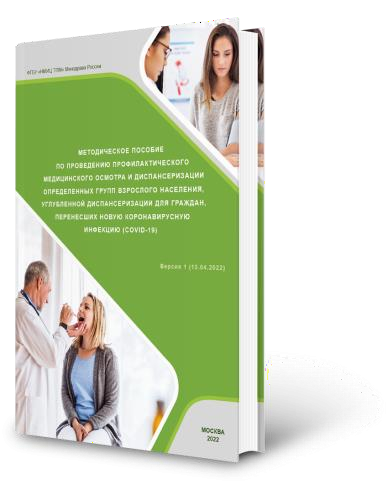 ФГБУ «НМИЦ ТПМ» Минздрава России
МЕТОДИЧЕСКОЕ ПОСОБИЕ
ПО ПРОВЕДЕНИЮ ПРОФИЛАКТИЧЕСКОГО
МЕДИЦИНСКОГО ОСМОТРА И ДИСПАНСЕРИЗАЦИИ
ОПРЕДЕЛЕННЫХ ГРУПП ВЗРОСЛОГО НАСЕЛЕНИЯ,
УГЛУБЛЕННОЙ ДИСПАНСЕРИЗАЦИИ ДЛЯ ГРАЖДАН,
ПЕРЕНЕСШИХ НОВУЮ КОРОНАВИРУСНУЮ
ИНФЕКЦИЮ (COVID-19)
Версия 1 (13.04.2022)
МОСКВА
2022